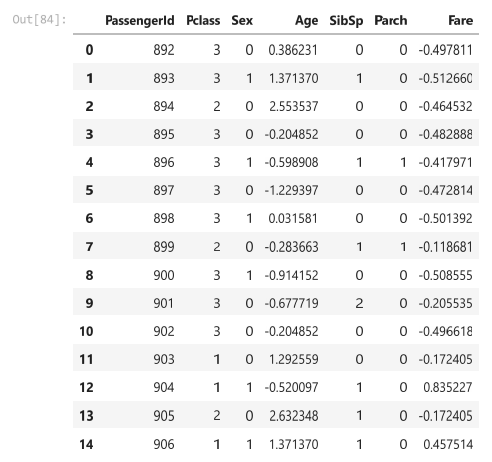 Out[84]: PassengerId Pclass Sex Age SibSp Parch Fare
0 892 3 0 0.386231 0 0 -0.497811
1 893 3 1 1.371370 1 0 -0.512660
2 894 2 0 2.553537 0 0 -0.464532
3 895 3 0 -0.204852 0 0 -0.482888
4 896 3 1 -0.598908 1 1 -0.417971
5 897 3 0 -1.229397 0 0 -0.472814
6 898 3 1 0.031581 0 0 -0.501392
7 899 2 0 -0.283663 1 1 -0.118681
8 900 3 1 -0.914152 0 0 -0.508555
9 901 3 0 -0.677719 2 0 -0.205535
10 902 3 0 -0.204852 0 0 -0.496618
11 903 1 0 1.292559 0 0 -0.172405
12 904 1 1 -0.520097 1 0 0.835227
13 905 2 0 2.632348 1 0 -0.172405
14 906 1 1 1.371370 1 0 0.457514